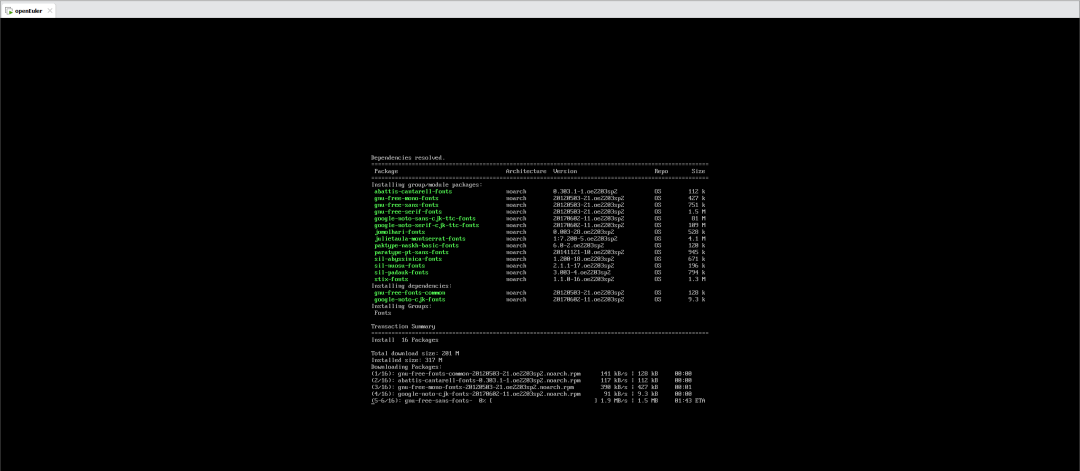 openEuler
Dependencies resolved.
Package Architecture Version Repo Size
Installing group/module packages:
abattis-cantarell-fonts noarch 0.303.1-1.oe2203sp2 OS 112 k
gnu-free-mono-fonts noarch 20120503-21.oe2203sp2 OS 427 k
gnu-free-sans-fonts noarch 20120503-21.oe2203sp2 OS 751 k
gnu-free-serif-fonts noarch 20120503-21.oe2203sp2 OS 1.5 M
google-noto-sans-cjk-ttc-fonts noarch 20170602-11.oe2203sp2 OS 81 M
google-noto-serif-cjk-ttc-fonts noarch 20170602-11.oe2203sp2 OS 109 M
jomolhari-fonts noarch 0.003-28.oe2203sp2 OS 528 k
julietaula-montserrat-fonts noarch 1:7.200-5.oe2203sp2 OS 4.1 M
paktype-naskh-basic-fonts noarch 6.0-2.oe2203sp2 OS 120 k
paratype-pt-sans-fonts noarch 20141121-10.oe2203sp2 OS 945 k
sil-abyssinica-fonts noarch 1.200-18.oe2203sp2 OS 671 k
sil-nuosu-fonts noarch 2.1.1-17.oe2203sp2 OS 196 k
sil-padauk-fonts noarch 3.003-4.oe2203sp2 OS 794 k
stix-fonts noarch 1.1.0-16.oe2203sp2 OS 1.3 M
Installing dependencies:
gnu-free-fonts-common noarch 20120503-21.oe2203sp2 OS 128 k
google-noto-cjk-fonts noarch 20170602-11.oe2203sp2 OS 9.3 k
Installing Groups:
Fonts
Transaction Summary
Install 16 Packages
Total download size: 201 M
Installed size: 317 M
Downloading Packages:
(1/16): gnu-free-fonts-common-20120503-21.oe2203sp2.noarch.rpm 141 kB/s | 128 kB 00:00
(2/16): abattis-cantarell-fonts-0.303.1-1.oe2203sp2.noarch.rpm 117 kB/s | 112 kB 00:00
(3/16): gnu-free-mono-fonts-20120503-21.oe2203sp2.noarch.rpm 390 kB/s | 427 kB 00:01
(4/16): google-noto-cjk-fonts-20170602-11.oe2203sp2.noarch.rpm 91 kB/s | 9.3 kB 00:00
(5-6/16): gnu-free-sans-fonts- 0% [ ] 1.9 MB/s | 1.5 MB 01:43 ETA